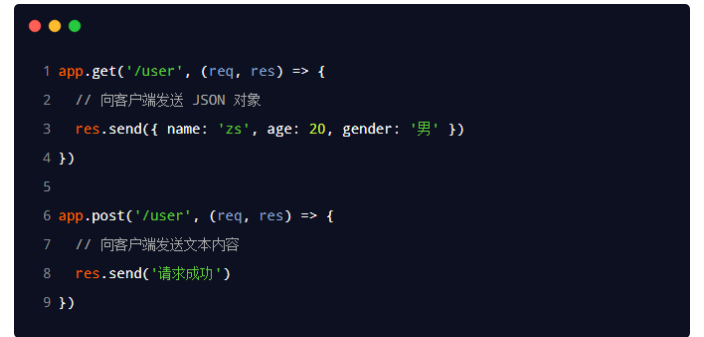 1 app.get('/user', (req, res) => {
2   // 向客户端发送 JSON 对象
3   res.send({ name: 'zs', age: 20, gender: '男' })
4 })
5
6 app.post('/user', (req, res) => {
7   // 向客户端发送文本内容
8   res.send('请求成功')
9 })